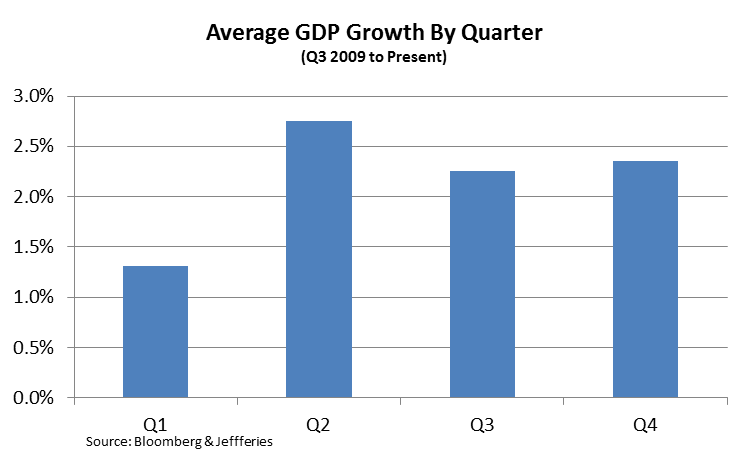 Average GDP Growth By Quarter
(Q3 2009 to Present)
3.0%
2.5%
2.0%
1.5%
1.0%
0.5%
0.0%
Q1 Q2 Q3 Q4
Source: Bloomberg & Jeffferies